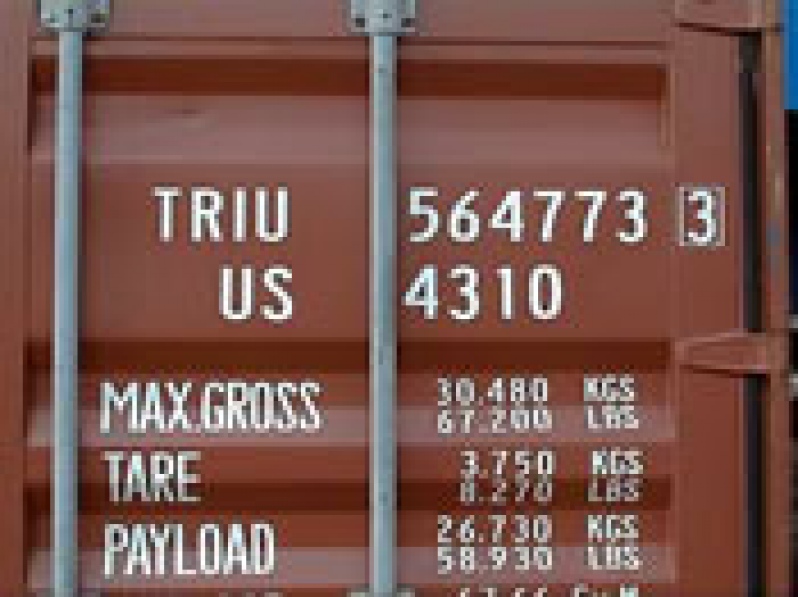 TRIU 564773 3
US 4310
MAX.GROSS 30.480 KGS
67.200 LBS
TARE 3.750 KGS
8.270 LBS
PAYLOAD 26.730 KGS
58.930 LBS